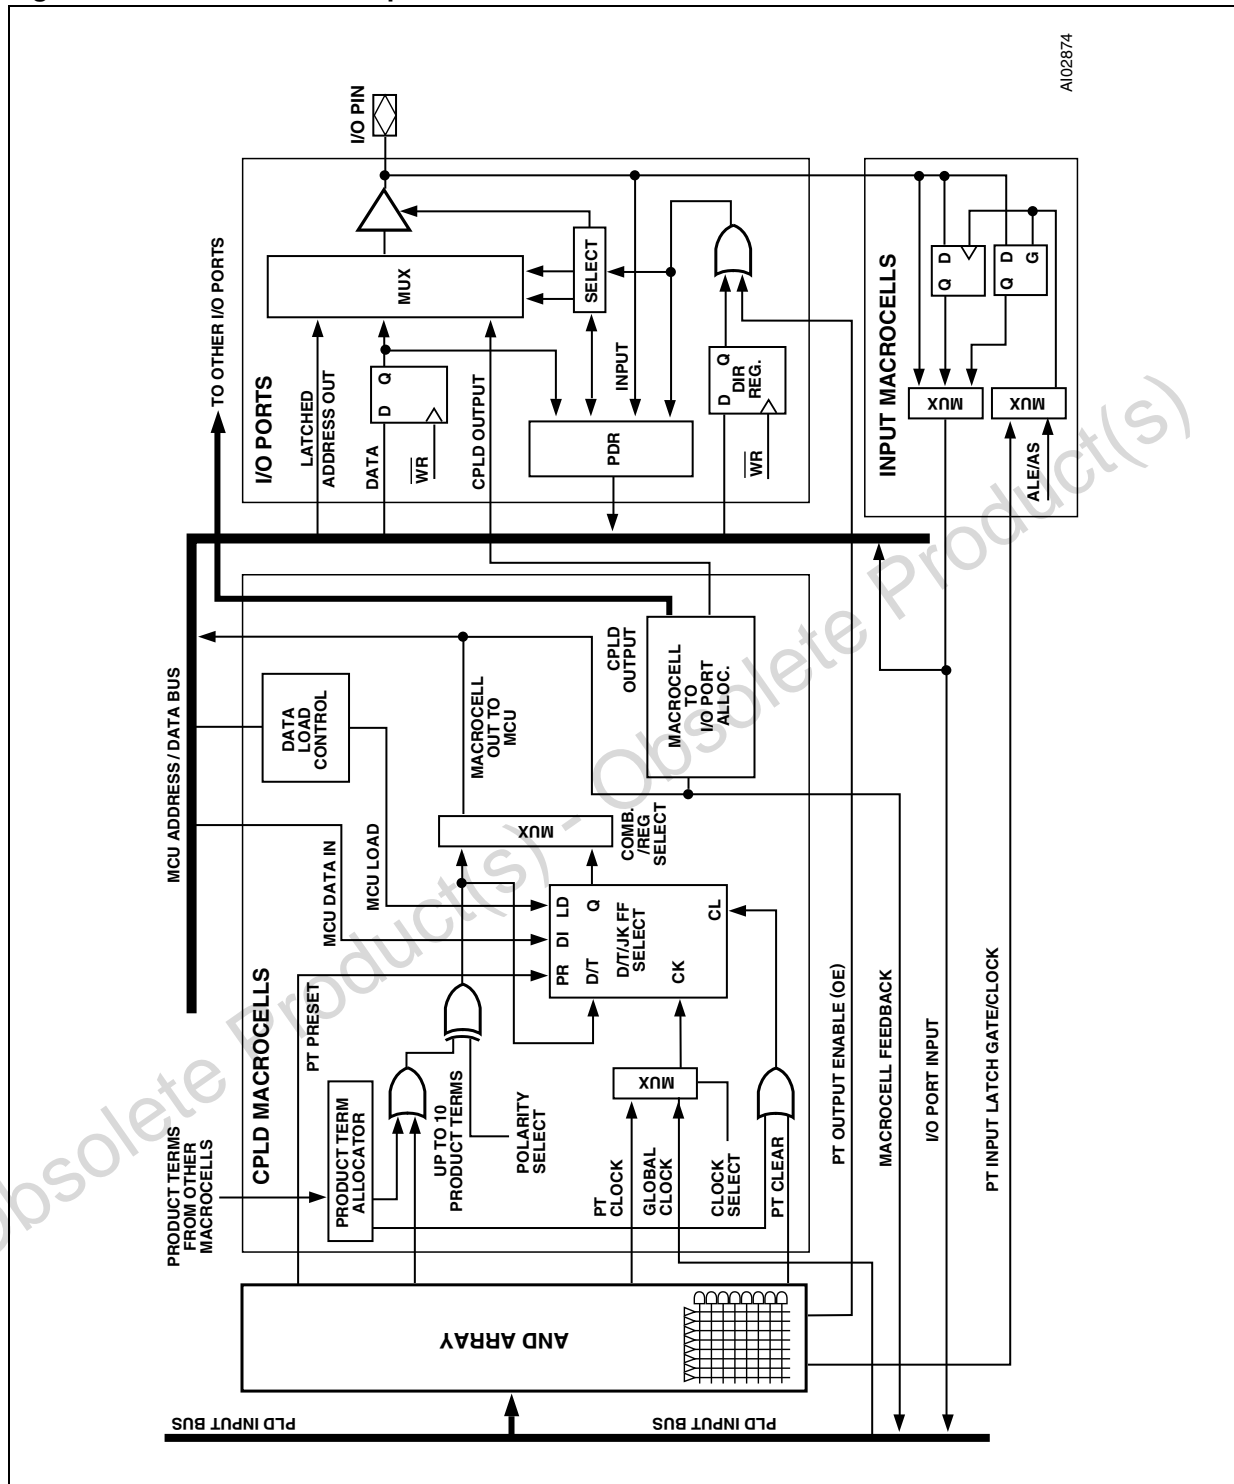 AI02874
I/O PIN
TO OTHER I/O PORTS
I/O PORTS
LATCHED
ADDRESS OUT
DATA
D Q
WR
MUX
CPLD OUTPUT
SELECT
INPUT
PDR
D Q
DIR
REG.
WR
INPUT MACROCELLS
Q D
Q D
G
MUX
MUX
ALE/AS
MCU ADDRESS / DATA BUS
DATA
LOAD
CONTROL
MCU DATA IN
MCU LOAD
MACROCELL
OUT TO
MCU
CPLD
OUTPUT
MACROCELL
TO
I/O PORT
ALLOC.
MUX
COMB.
/REG
SELECT
CPLD MACROCELLS
PT PRESET
PR DI LD
D/T Q
D/T/JK FF
SELECT
CK
CL
PRODUCT TERMS
FROM OTHER
MACROCELLS
PRODUCT TERM
ALLOCATOR
UP TO 10
PRODUCT TERMS
POLARITY
SELECT
PT
CLOCK
GLOBAL
CLOCK
MUX
CLOCK
SELECT
PT CLEAR
PT OUTPUT ENABLE (OE)
MACROCELL FEEDBACK
I/O PORT INPUT
PT INPUT LATCH GATE/CLOCK
AND ARRAY
PLD INPUT BUS
PLD INPUT BUS
Obsolete Product(s) - Obsolete Product(s)